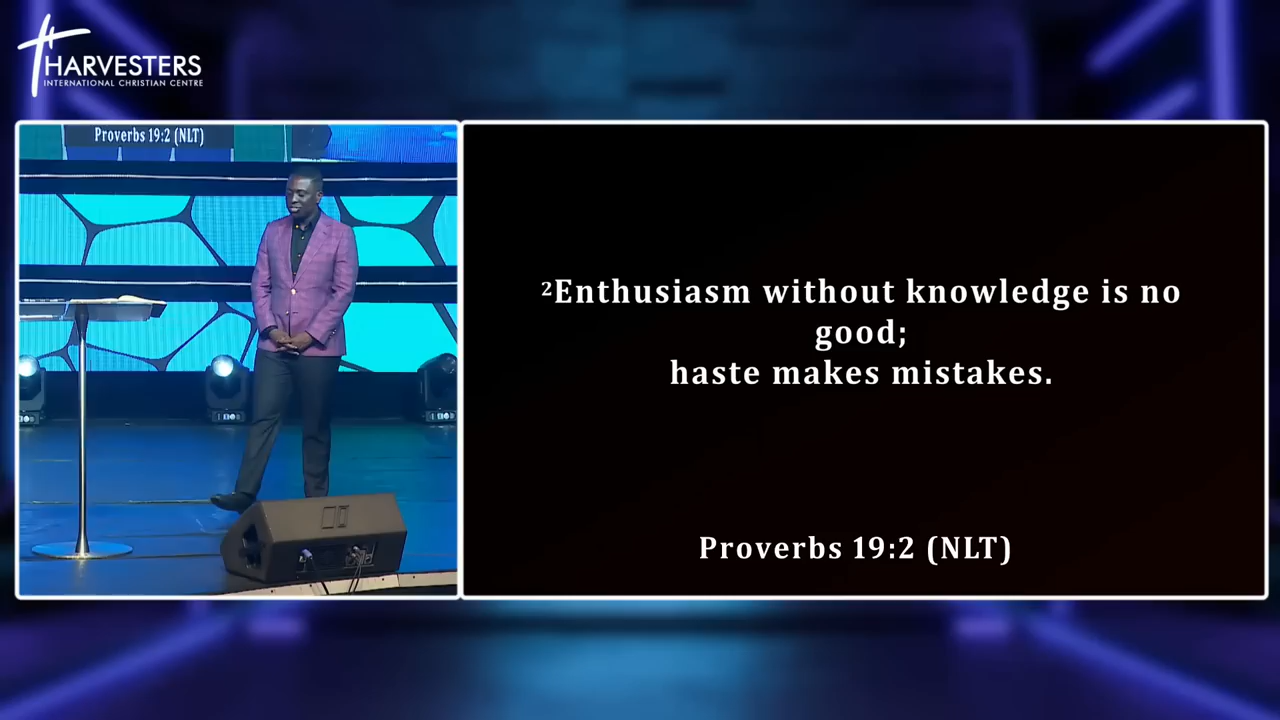 HARVESTERS
INTERNATIONAL CHRISTIAN CENTRE
Proverbs 19:2 (NLT)
²Enthusiasm without knowledge is no
good;
haste makes mistakes.
Proverbs 19:2 (NLT)